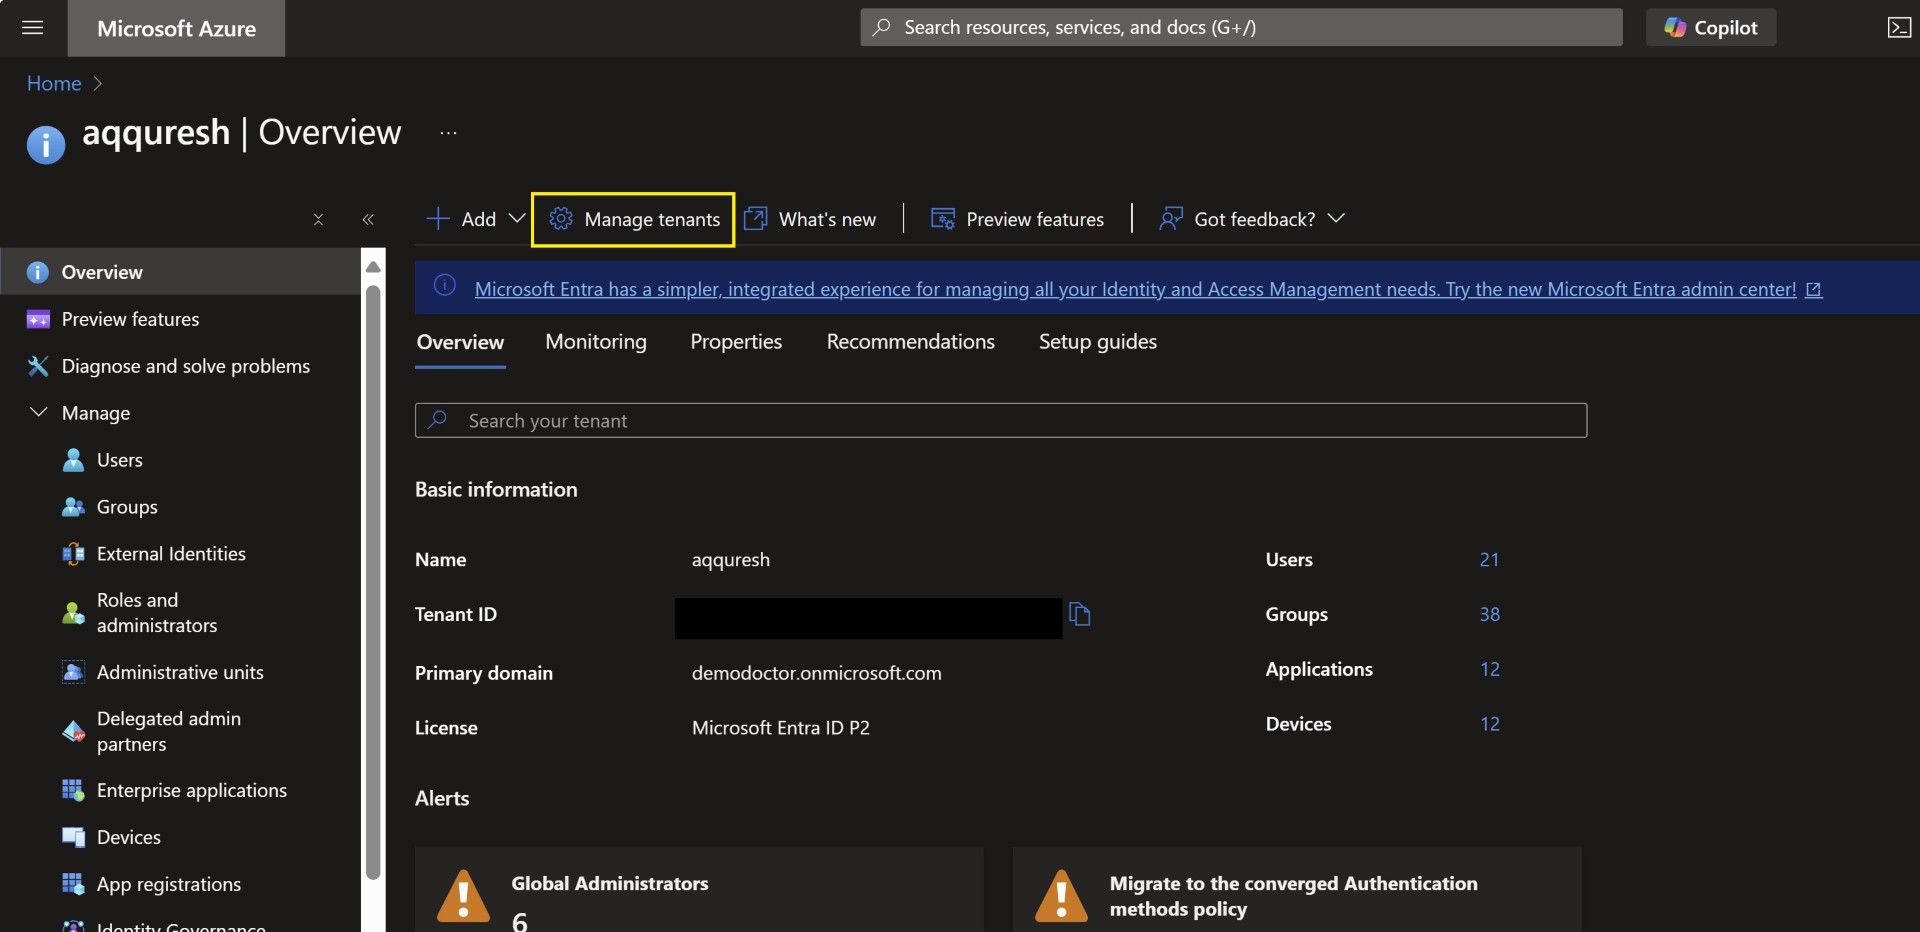 Microsoft Azure
Search resources, services, and docs (G+/)
Copilot
Home
aqquresh | Overview
...
Add
Manage tenants
What's new
Preview features
Got feedback?
Overview
Preview features
Diagnose and solve problems
Manage
Users
Groups
External Identities
Roles and
administrators
Administrative units
Delegated admin
partners
Enterprise applications
Devices
App registrations
Identity Governance
Microsoft Entra has a simpler, integrated experience for managing all your Identity and Access Management needs. Try the new Microsoft Entra admin center!
Overview Monitoring Properties Recommendations Setup guides
Search your tenant
Basic information
Name aqquresh Users 21
Tenant ID Groups 38
Primary domain demodoctor.onmicrosoft.com Applications 12
License Microsoft Entra ID P2 Devices 12
Alerts
Global Administrators
6
Migrate to the converged Authentication
methods policy